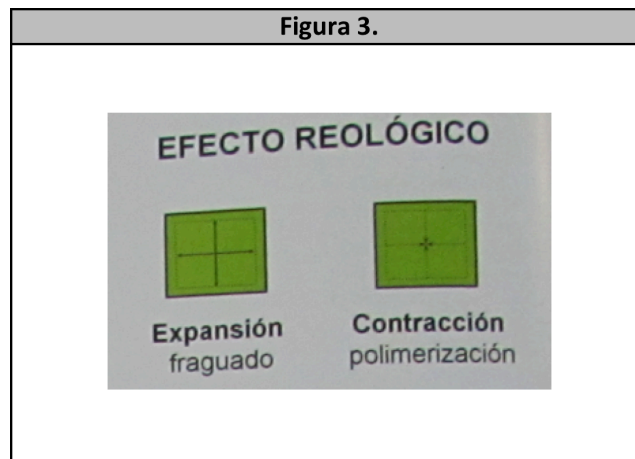 Figura 3.
EFECTO REOLÓGICO
Expansión
fraguado
Contracción
polimerización